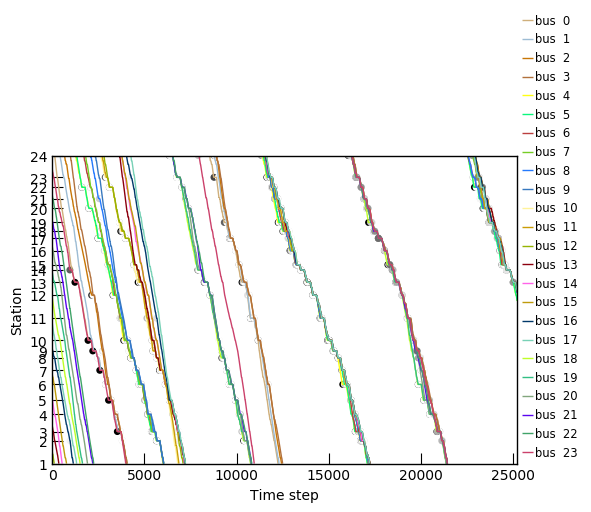 bus 0
bus 1
bus 2
bus 3
bus 4
bus 5
bus 6
bus 7
bus 8
bus 9
bus 10
bus 11
bus 12
bus 13
bus 14
bus 15
bus 16
bus 17
bus 18
bus 19
bus 20
bus 21
bus 22
bus 23
24
23
22
21
20
19
18
17
16
15
14
13
12
11
10
9
8
7
6
5
4
3
2
1
Station
0 5000 10000 15000 20000 25000
Time step